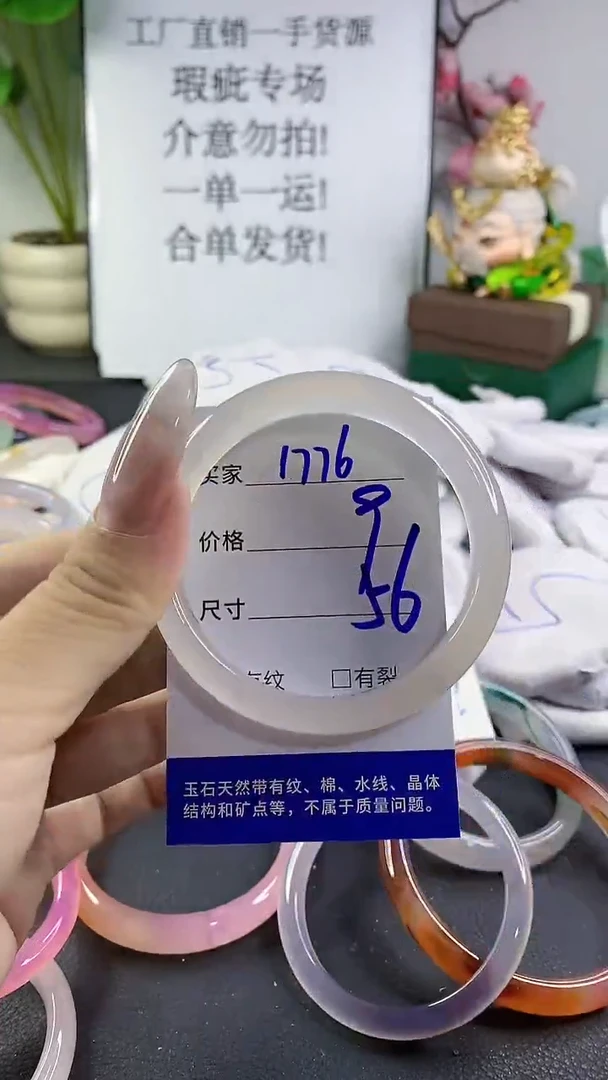 工厂直销一手货源
瑕疵专场
介意勿拍!
一单一运!
合单发货!
买家 1776
价格 9
尺寸 56
有纹 □有裂
玉石天然带有纹、棉、水线、晶体
结构和矿点等，不属于质量问题。